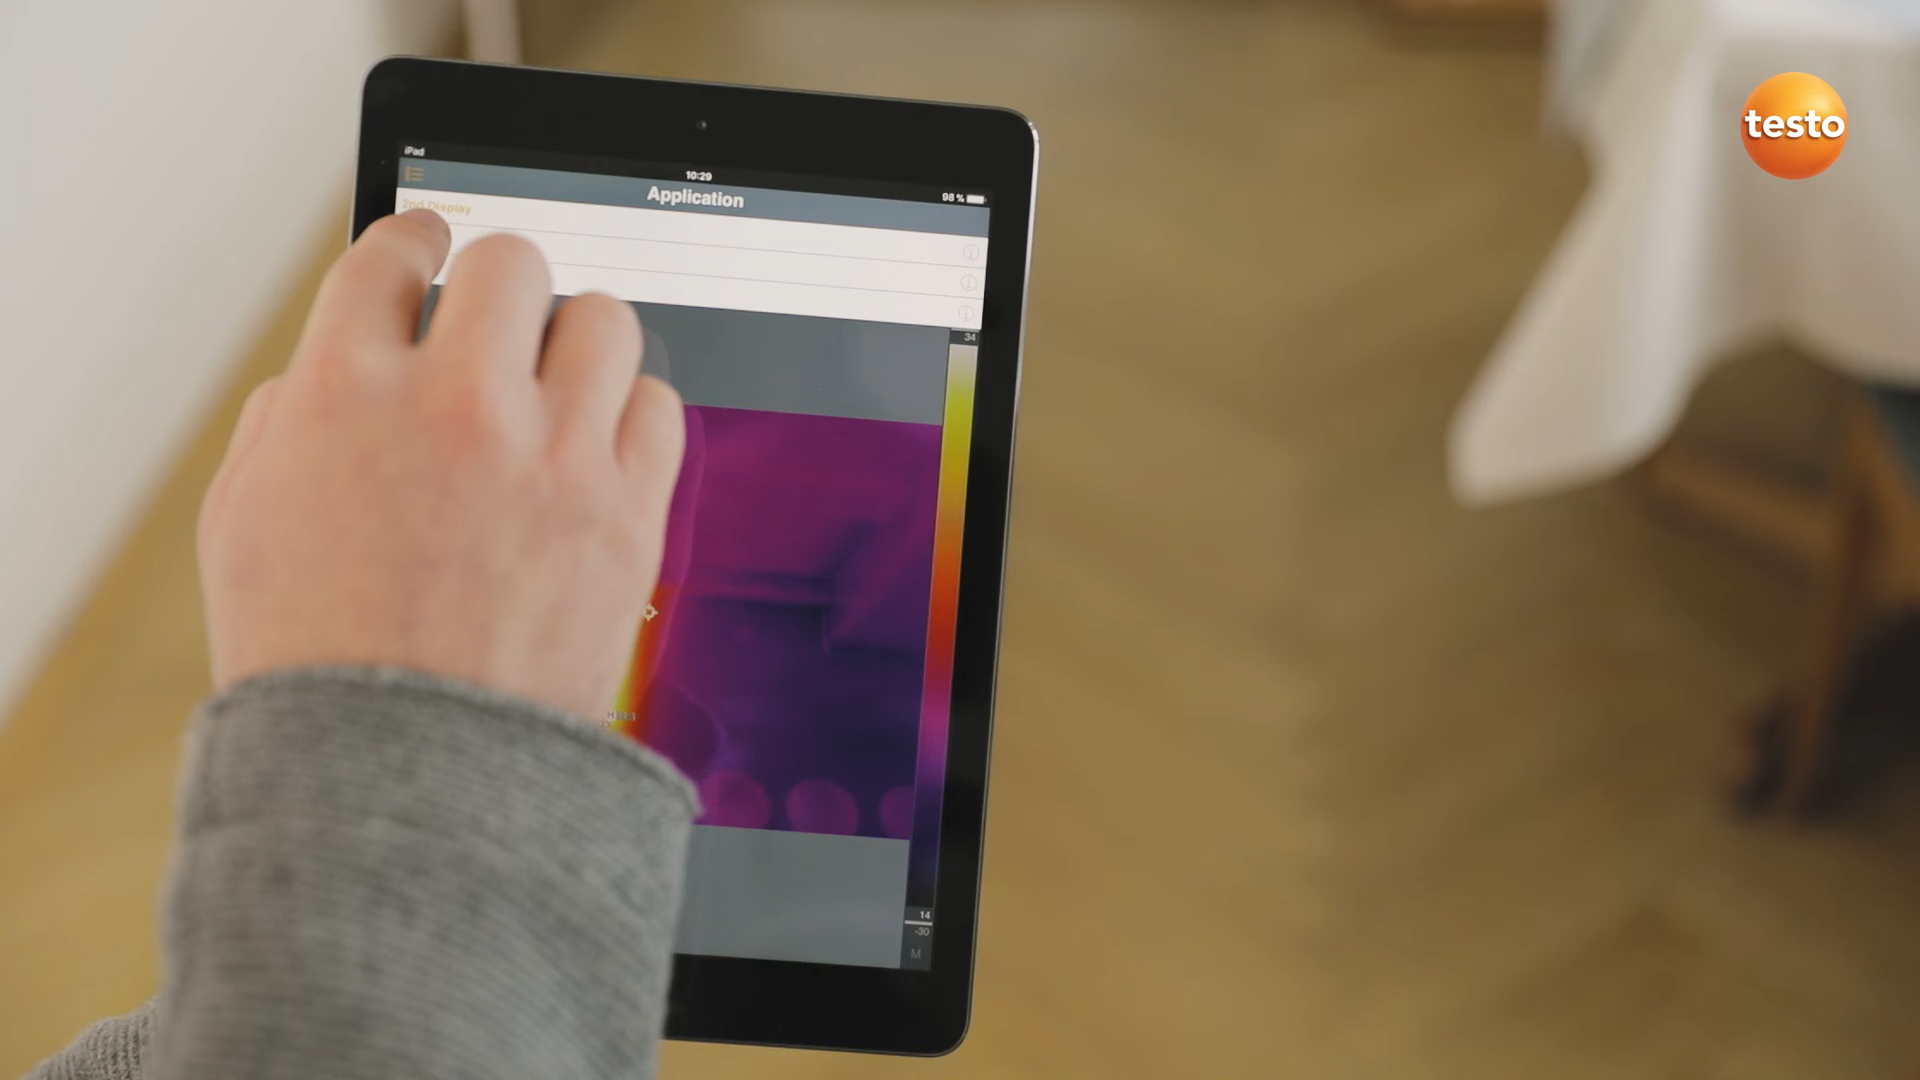 testo
iPad
10:29
98 %
Application
2nd Display
34
14
-30
M